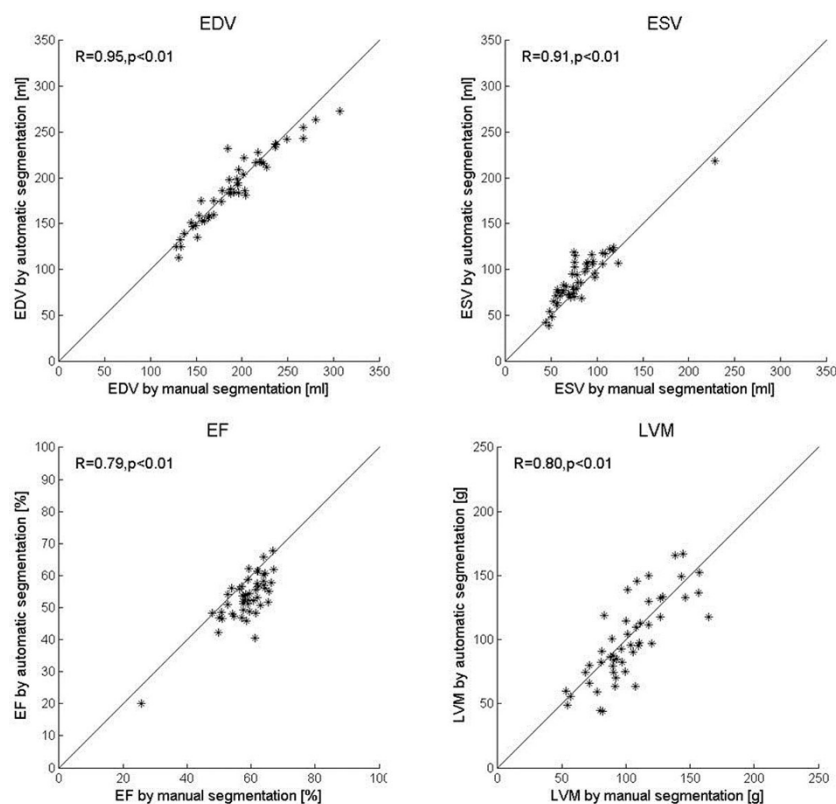 EDV
R=0.95,p<0.01
EDV by automatic segmentation [ml]
350
300
250
200
150
100
50
0
0 50 100 150 200 250 300 350
EDV by manual segmentation [ml]
ESV
R=0.91,p<0.01
ESV by automatic segmentation [ml]
350
300
250
200
150
100
50
0
0 50 100 150 200 250 300 350
ESV by manual segmentation [ml]
EF
R=0.79,p<0.01
EF by automatic segmentation [%]
100
90
80
70
60
50
40
30
20
10
0
0 20 40 60 80 100
EF by manual segmentation [%]
LVM
R=0.80,p<0.01
LVM by automatic segmentation [g]
250
200
150
100
50
0
0 50 100 150 200 250
LVM by manual segmentation [g]